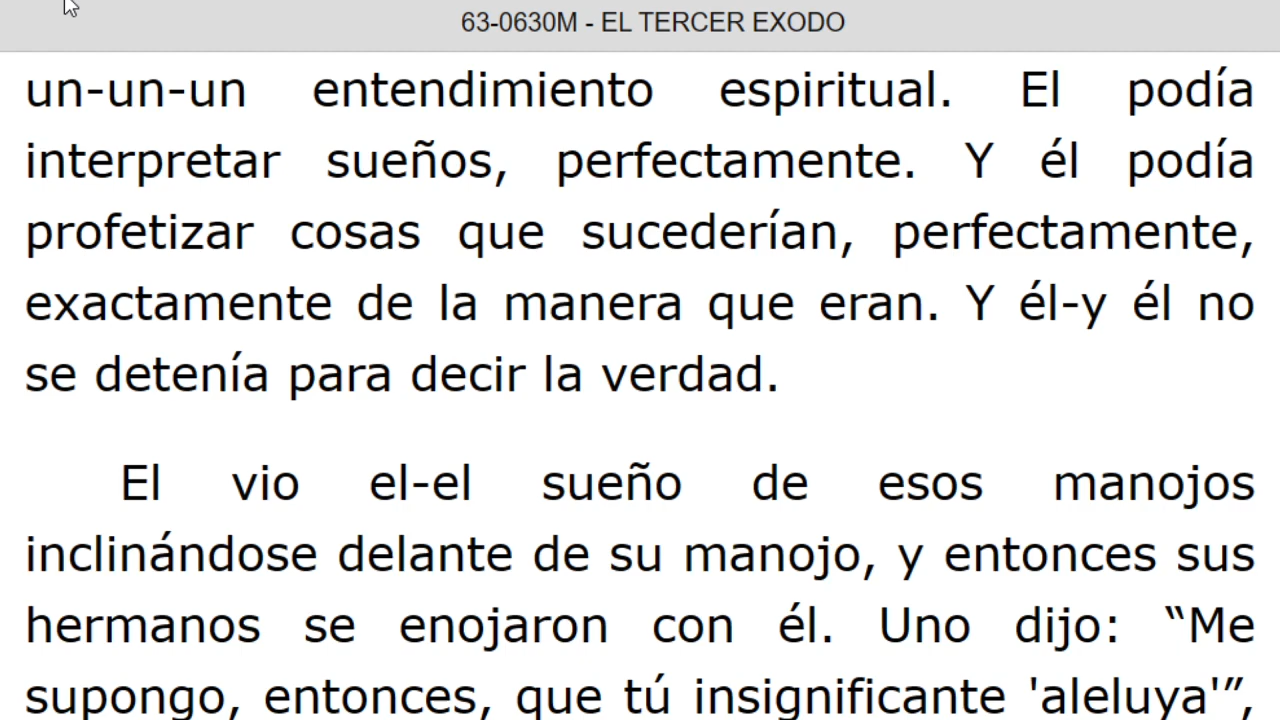 63-0630M - EL TERCER EXODO
un-un-un entendimiento espiritual. El podía
interpretar sueños, perfectamente. Y él podía
profetizar cosas que sucederían, perfectamente,
exactamente de la manera que eran. Y él-y él no
se detenía para decir la verdad.
El vio el-el sueño de esos manojos
inclinándose delante de su manojo, y entonces sus
hermanos se enojaron con él. Uno dijo: “Me
supongo, entonces, que tú insignificante 'aleluya'”,